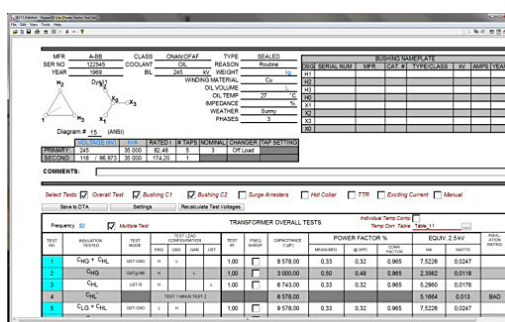 File Edit View Tools Help
MFR A-BB CLASS ONAN/OFAF TYPE SEALED
SER NO 122545 COOLANT OIL REASON Routine
YEAR 1969 BIL 245 kV WEIGHT kg
WINDING MATERIAL Cu
OIL VOLUME L
OIL TEMP 27 °C
IMPEDANCE %
WEATHER Sunny
PHASES 3
BUSHING NAMEPLATE
SERIAL NUM MFR. CAT. # TYPE/CLASS kV AMPS YEAR
H1
H2
H3
H0
X1
X2
X3
X0
Diagram # 15 (ANSI)
VOLTAGE (kV) kVA RATED I # TAPS NOMINAL CHANGER TAP SETTING
PRIMARY 245 35 000 82,48 5 3 Off Load
SECOND 116 / 66,973 35 000 174,20 1
COMMENTS:
Select Tests: Overall Test Bushing C1 Bushing C2 Surge Arresters Hot Collar TTR Exciting Current Manual
Save to DTA Settings Recalculate Test Voltages
Frequency 50 Multiple Test TRANSFORMER OVERALL TESTS Individual Temp Comp
Temp Corr. Table Table_11
TEST NO INSULATION TESTED TEST MODE TEST LEAD CONFIGURATION TEST kV FREQ. SWEEP CAPACITANCE POWER FACTOR % EQUIV. 2.5 kV INSULATION RATING
ENG GND GAR UST MEASURED @ 20ºC CORR FACTOR mA WATTS
1 CHG + CHL GST-GND H L 1,00 9 578,00 0,33 0,32 0,965 7,5226 0,0247
2 CHG H L 1,00 3 000,00 0,50 0,48 0,965 2,3562 0,0118
3 CHL UST-R H L 1,00 6 743,00 0,33 0,32 0,965 5,2960 0,0176
4 CHL' TEST 1 MINUS TEST 2 6 578,00 5,1664 0,013 BAD
5 CLG + CHL GST-GND L H 1,00 9 578,00 0,33 0,32 0,965 7,5226 0,0247